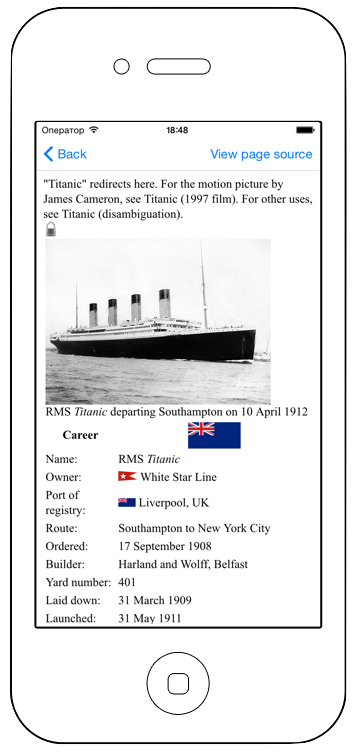 Оператор 18:48
Back View page source
"Titanic" redirects here. For the motion picture by
James Cameron, see Titanic (1997 film). For other uses,
see Titanic (disambiguation).
RMS Titanic departing Southampton on 10 April 1912
Career
Name: RMS Titanic
Owner: White Star Line
Port of
registry: Liverpool, UK
Route: Southampton to New York City
Ordered: 17 September 1908
Builder: Harland and Wolff, Belfast
Yard number: 401
Laid down: 31 March 1909
Launched: 31 May 1911